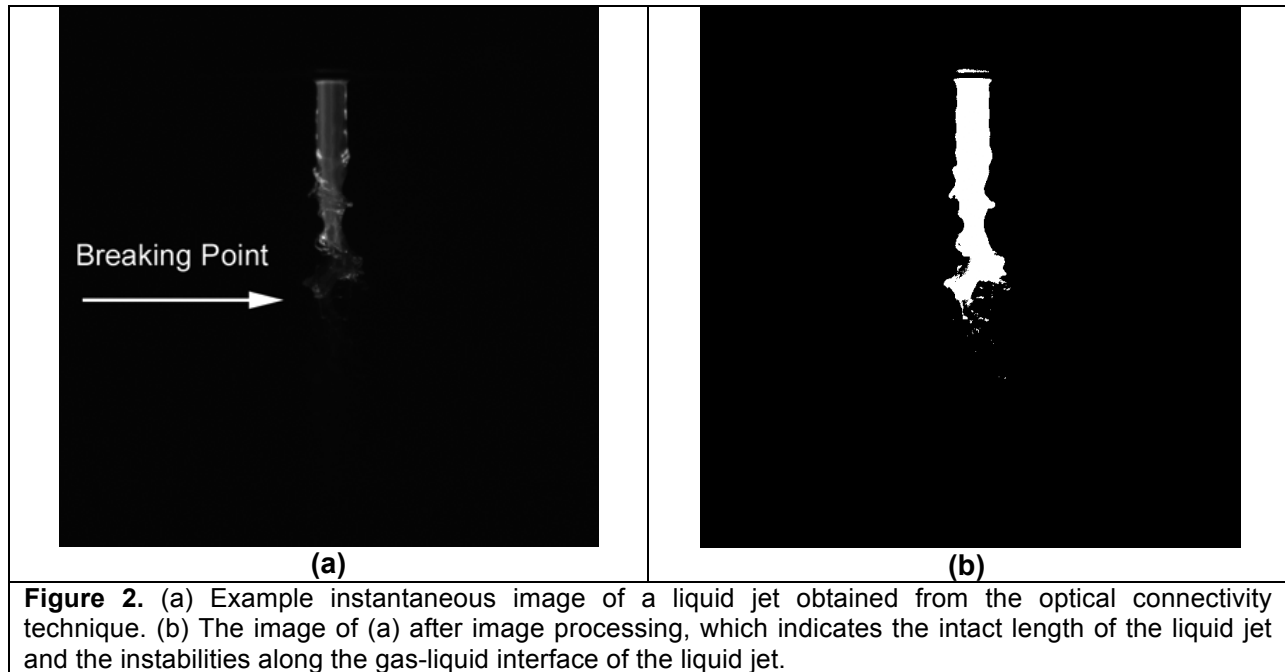 Breaking Point
(a)
(b)
Figure 2. (a) Example instantaneous image of a liquid jet obtained from the optical connectivity
technique. (b) The image of (a) after image processing, which indicates the intact length of the liquid jet
and the instabilities along the gas-liquid interface of the liquid jet.